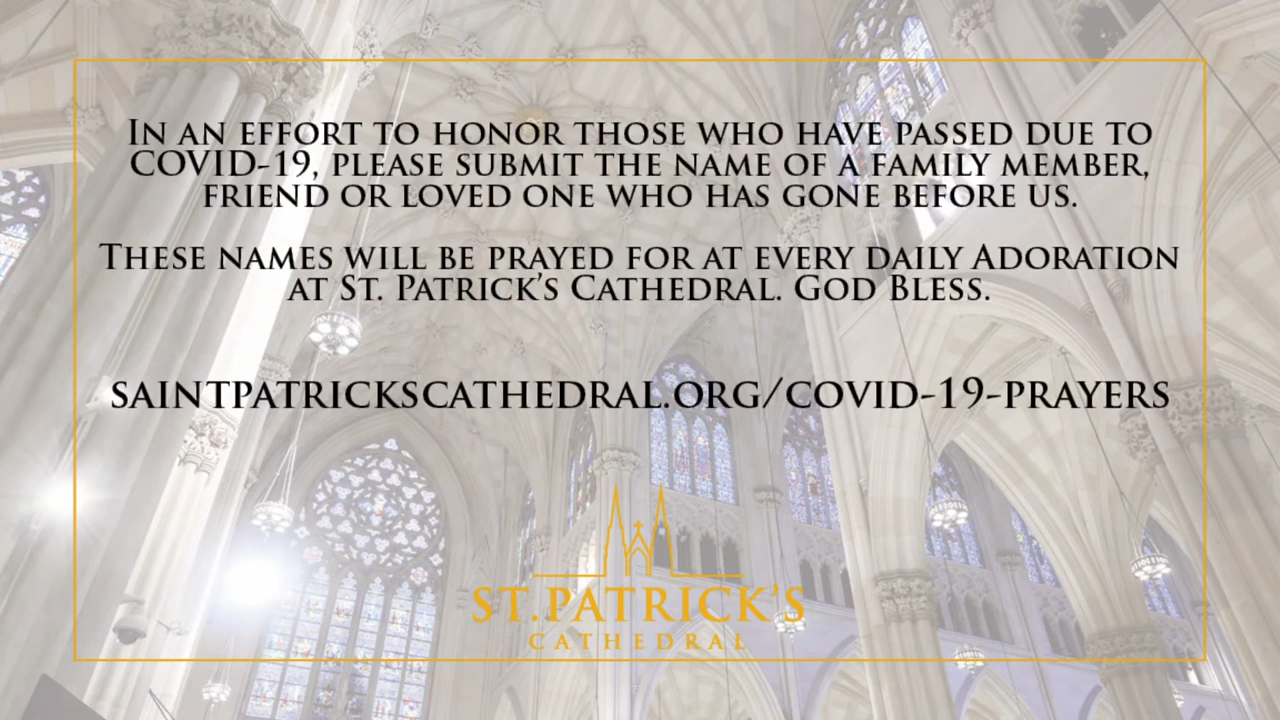 In an effort to honor those who have passed due to
COVID-19, please submit the name of a family member,
friend or loved one who has gone before us.
These names will be prayed for at every daily Adoration
at St. Patrick's Cathedral. God Bless.
saintpatrickscathedral.org/covid-19-prayers
ST. PATRICK'S
CATHEDRAL